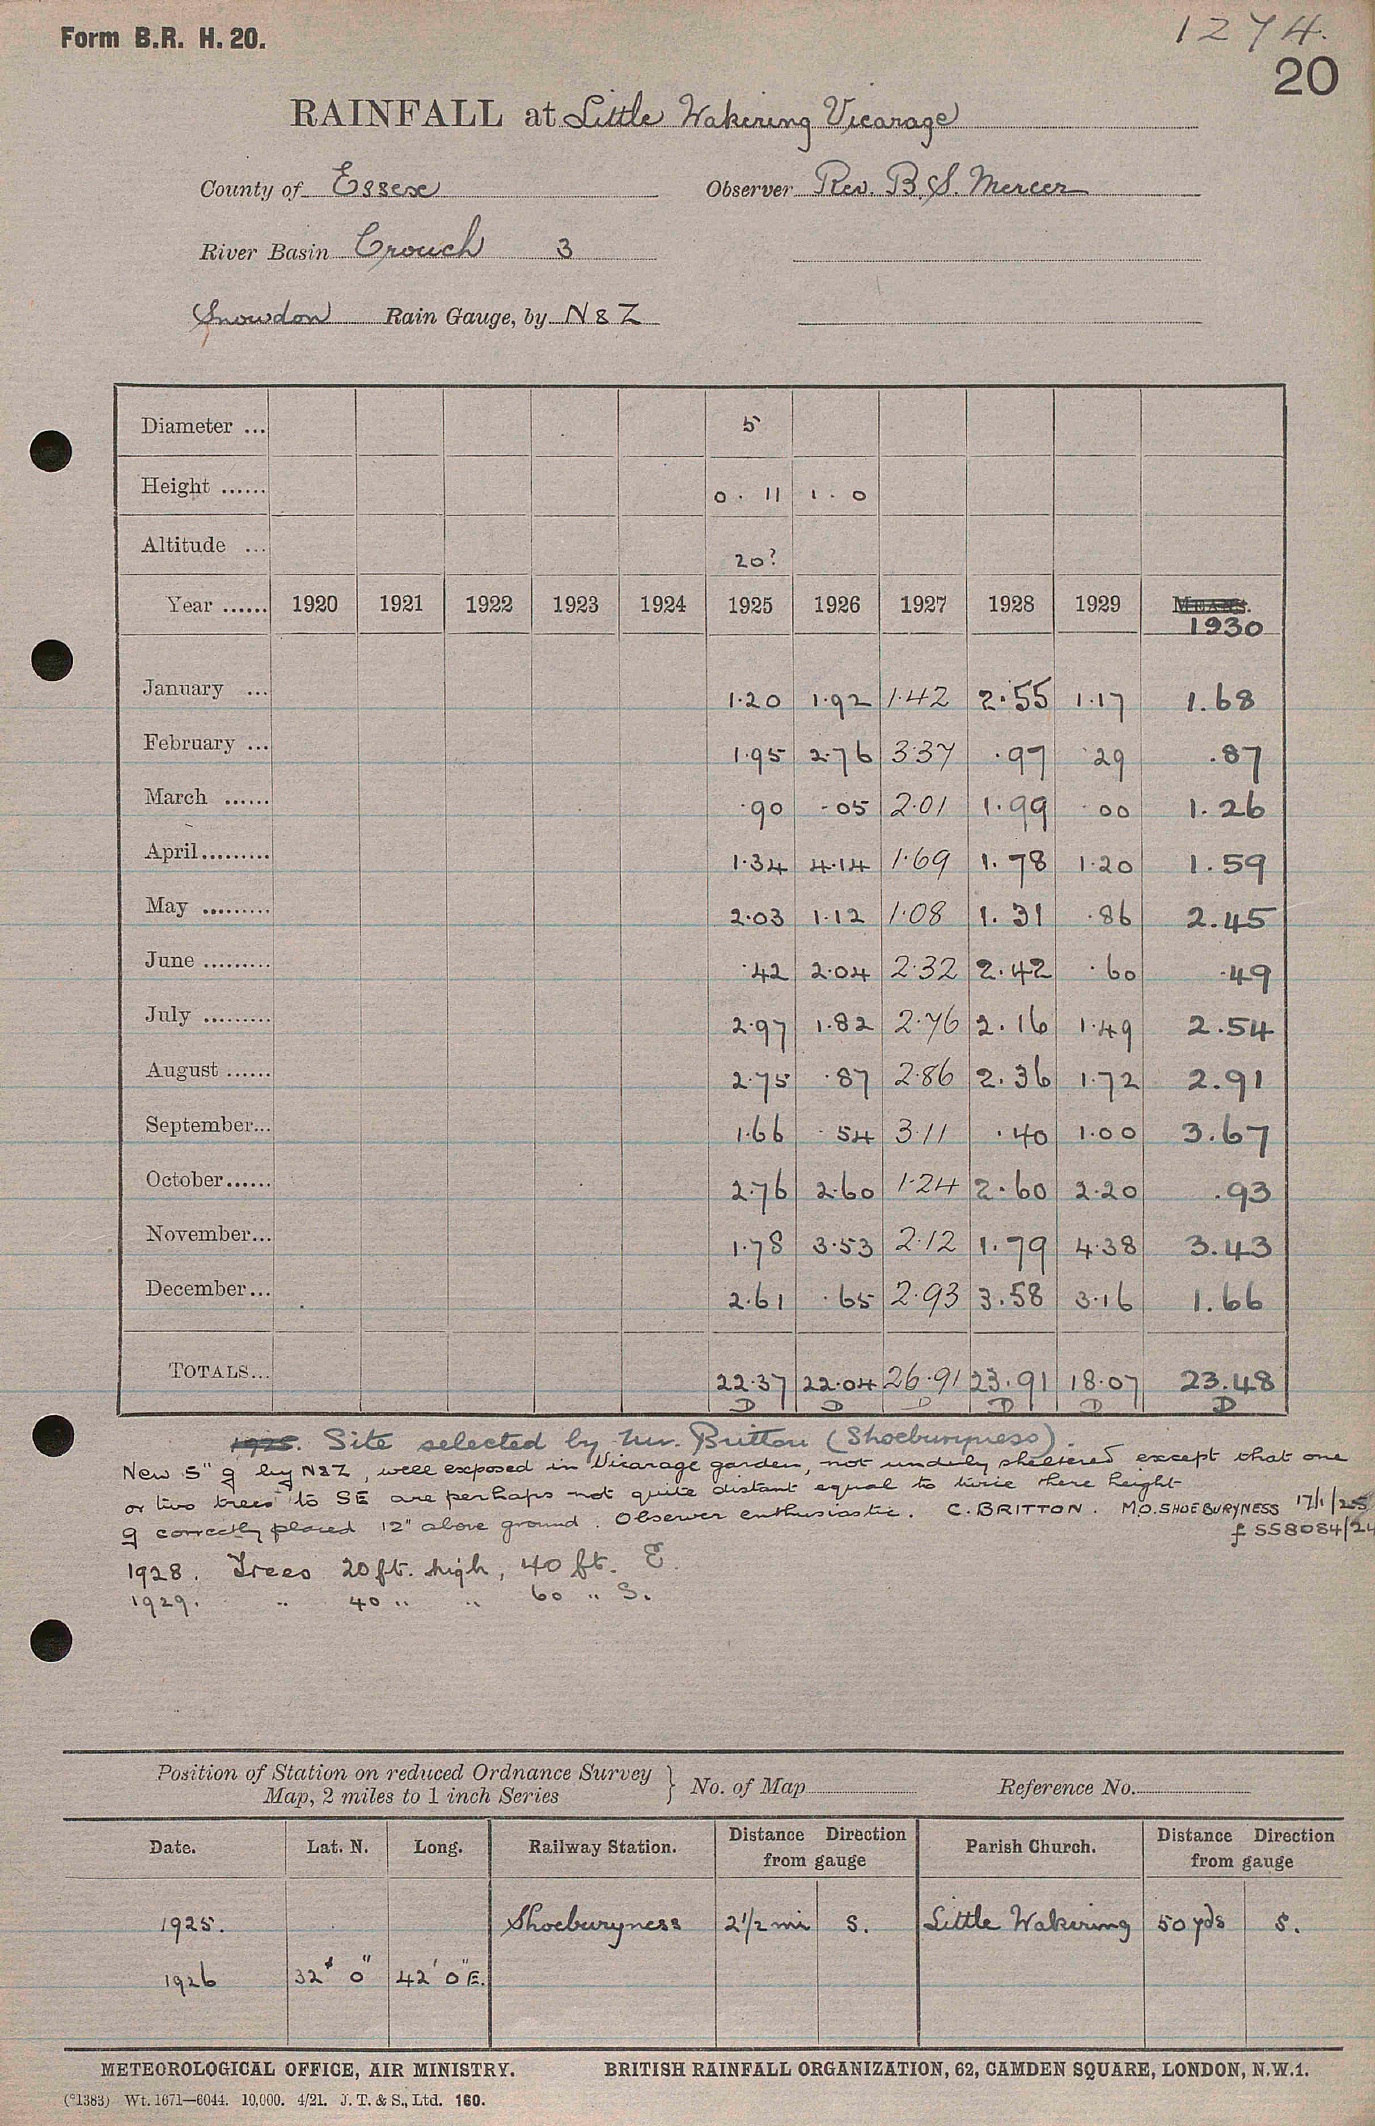 Form B.R. H. 20.
1274.
20
RAINFALL at Little Wakering Vicarage
County of Essex Observer Rev. B. S. Mercer
River Basin Crouch 3
Snowdon Rain Gauge, by N & Z
Diameter ... 5
Height ...... 0 . 11 1 . 0
Altitude ... 20?
Year ...... 1920 1921 1922 1923 1924 1925 1926 1927 1928 1929 1930
January ... 1.20 1.92 1.42 2.55 1.17 1.68
February ... 1.95 2.76 3.37 .97 .29 .87
March ...... .90 .05 2.01 1.99 .00 1.26
April......... 1.34 4.14 1.69 1.78 1.20 1.59
May ......... 2.03 1.12 1.08 1.31 .86 2.45
June ......... .42 2.04 2.32 2.42 .60 .49
July ......... 2.97 1.82 2.76 2.16 1.49 2.54
August ...... 2.75 .87 2.86 2.36 1.72 2.91
September... 1.66 .54 3.11 .40 1.00 3.67
October...... 2.76 2.60 1.24 2.60 2.20 .93
November... 1.78 3.53 2.12 1.79 4.38 3.43
December... 2.61 .65 2.93 3.58 3.16 1.66
TOTALS... 22.37 22.04 26.91 23.91 18.07 23.48
D D D D D D
1925. Site selected by Mr. Britton (Shoeburyness).
New 5" g by N&Z, well exposed in Vicarage garden, not unduly sheltered except that one
or two trees to SE are perhaps not quite distant equal to twice there height
g correctly placed 12" above ground. Observer enthusiastic. C. BRITTON. M.O. SHOEBURYNESS 17/1/25
f SS8084/24
1928. Trees 20 ft. high, 40 ft. E.
1929. " 40 " " 60 " S.
Position of Station on reduced Ordnance Survey
Map, 2 miles to 1 inch Series } No. of Map Reference No.
Date. Lat. N. Long. Railway Station. Distance Direction from gauge Parish Church. Distance Direction from gauge
1925. Shoeburyness 2 1/2 mi S. Little Wakering 50 yds S.
1926 32' 0" 42' 0" E.
METEOROLOGICAL OFFICE, AIR MINISTRY. BRITISH RAINFALL ORGANIZATION, 62, CAMDEN SQUARE, LONDON, N.W.1.
(*1383) Wt. 1671—6044. 10,000. 4/21. J. T. & S., Ltd. 160.